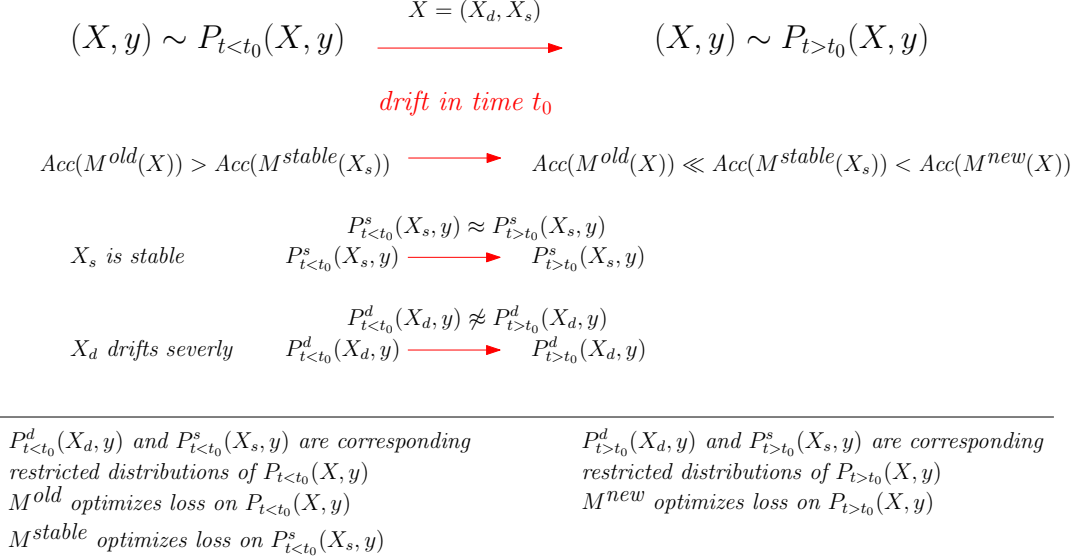 X = (X_d, X_s)
(X, y) ∼ P_{t<t_0}(X, y) (X, y) ∼ P_{t>t_0}(X, y)
drift in time t_0
Acc(M^{old}(X)) > Acc(M^{stable}(X_s)) Acc(M^{old}(X)) ≪ Acc(M^{stable}(X_s)) < Acc(M^{new}(X))
P^s_{t<t_0}(X_s, y) ≈ P^s_{t>t_0}(X_s, y)
X_s is stable P^s_{t<t_0}(X_s, y) P^s_{t>t_0}(X_s, y)
P^d_{t<t_0}(X_d, y) ≉ P^d_{t>t_0}(X_d, y)
X_d drifts severly P^d_{t<t_0}(X_d, y) P^d_{t>t_0}(X_d, y)
P^d_{t<t_0}(X_d, y) and P^s_{t<t_0}(X_s, y) are corresponding
restricted distributions of P_{t<t_0}(X, y)
M^{old} optimizes loss on P_{t<t_0}(X, y)
M^{stable} optimizes loss on P^s_{t<t_0}(X_s, y)
P^d_{t>t_0}(X_d, y) and P^s_{t>t_0}(X_s, y) are corresponding
restricted distributions of P_{t>t_0}(X, y)
M^{new} optimizes loss on P_{t>t_0}(X, y)